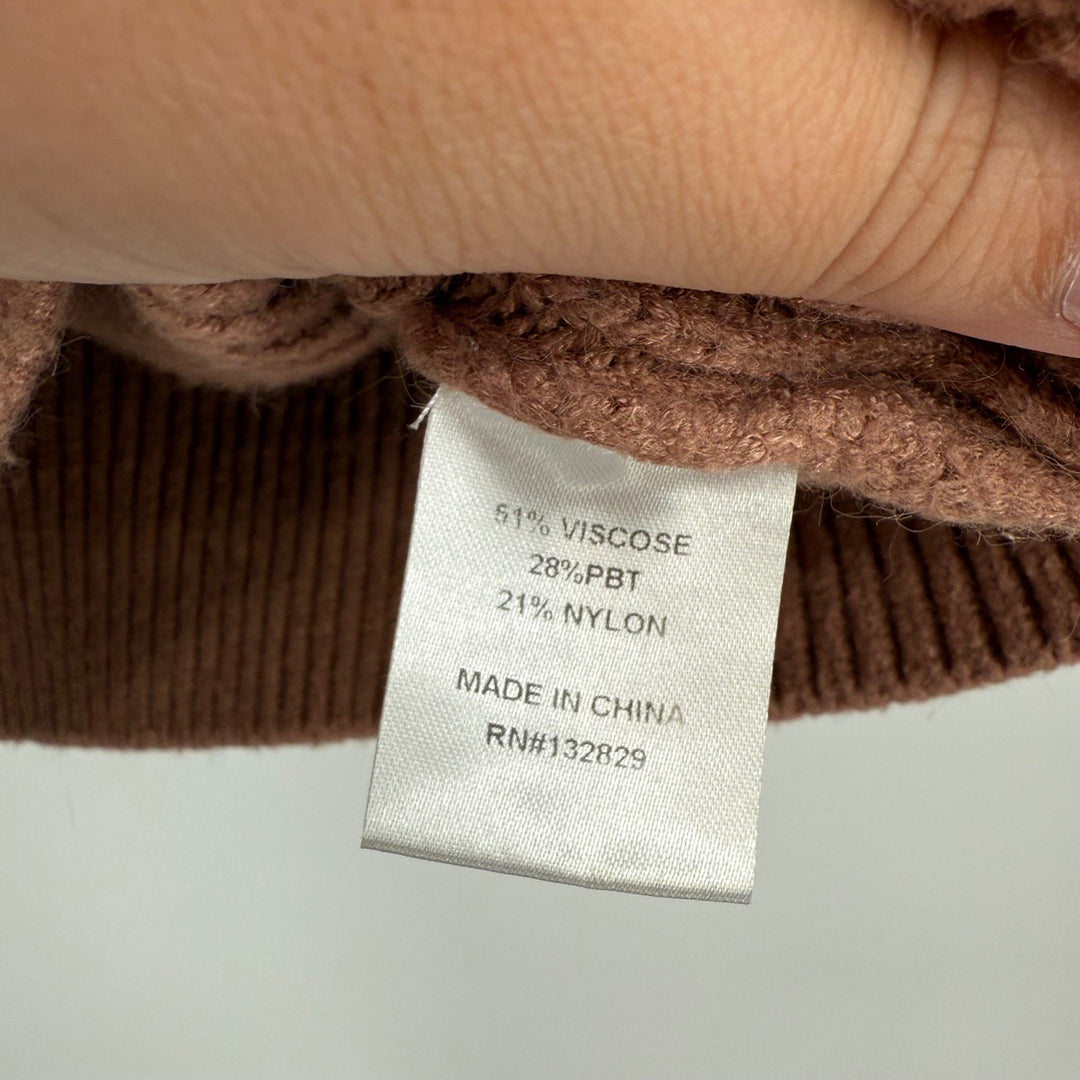 51% VISCOSE
28%PBT
21% NYLON
MADE IN CHINA
RN#132829